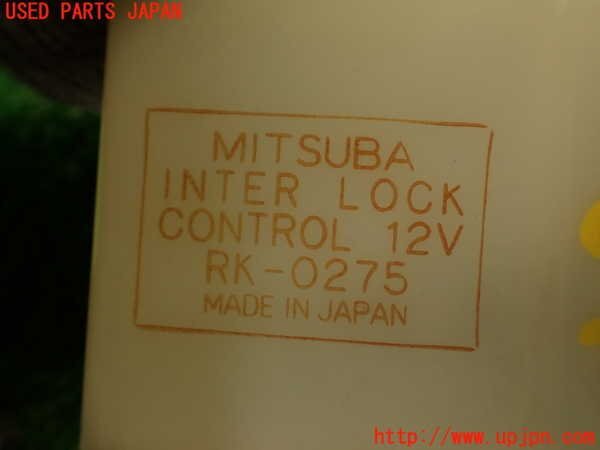 USED PARTS JAPAN
MITSUBA
INTER LOCK
CONTROL 12V
RK-0275
MADE IN JAPAN
http://www.upjpn.com/